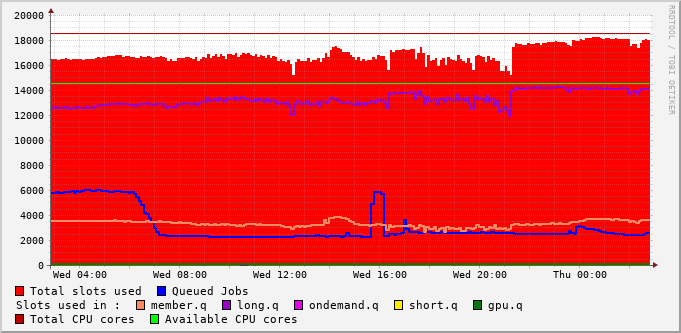 20000
18000
16000
14000
12000
10000
8000
6000
4000
2000
0
Wed 04:00 Wed 08:00 Wed 12:00 Wed 16:00 Wed 20:00 Thu 00:00
Total slots used Queued Jobs
Slots used in : member.q long.q ondemand.q short.q gpu.q
Total CPU cores Available CPU cores
RRDTOOL / TOBI OETIKER